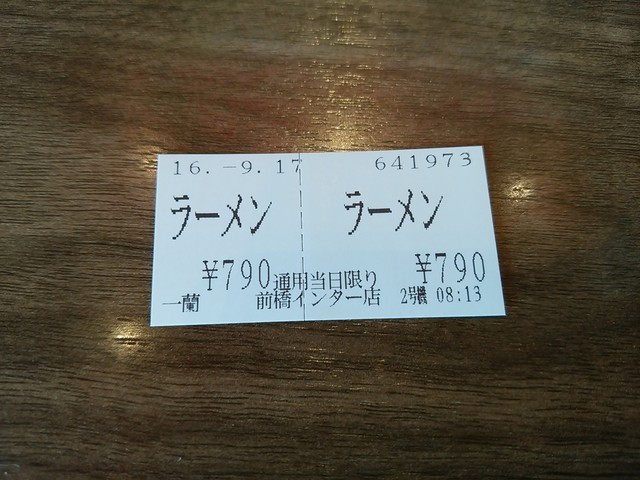 16.-9.17 641973
ラーメン ラーメン
¥790 通用当日限り ¥790
一蘭 前橋インター店 2号機 08:13